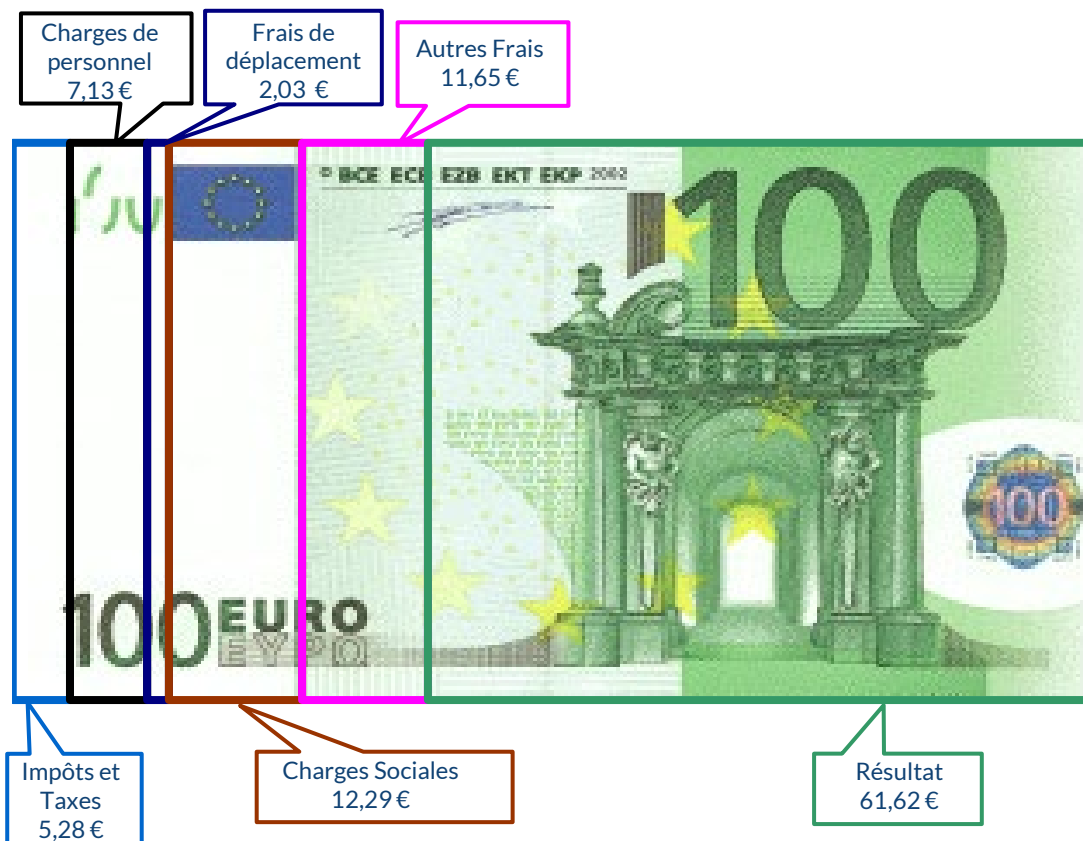 Charges de
personnel
7,13 €
Frais de
déplacement
2,03 €
Autres Frais
11,65 €
© BCE ECB EZB EKT EKP 2002
100
100
100 EURO
ΕΥΡΩ
Impôts et
Taxes
5,28 €
Charges Sociales
12,29 €
Résultat
61,62 €